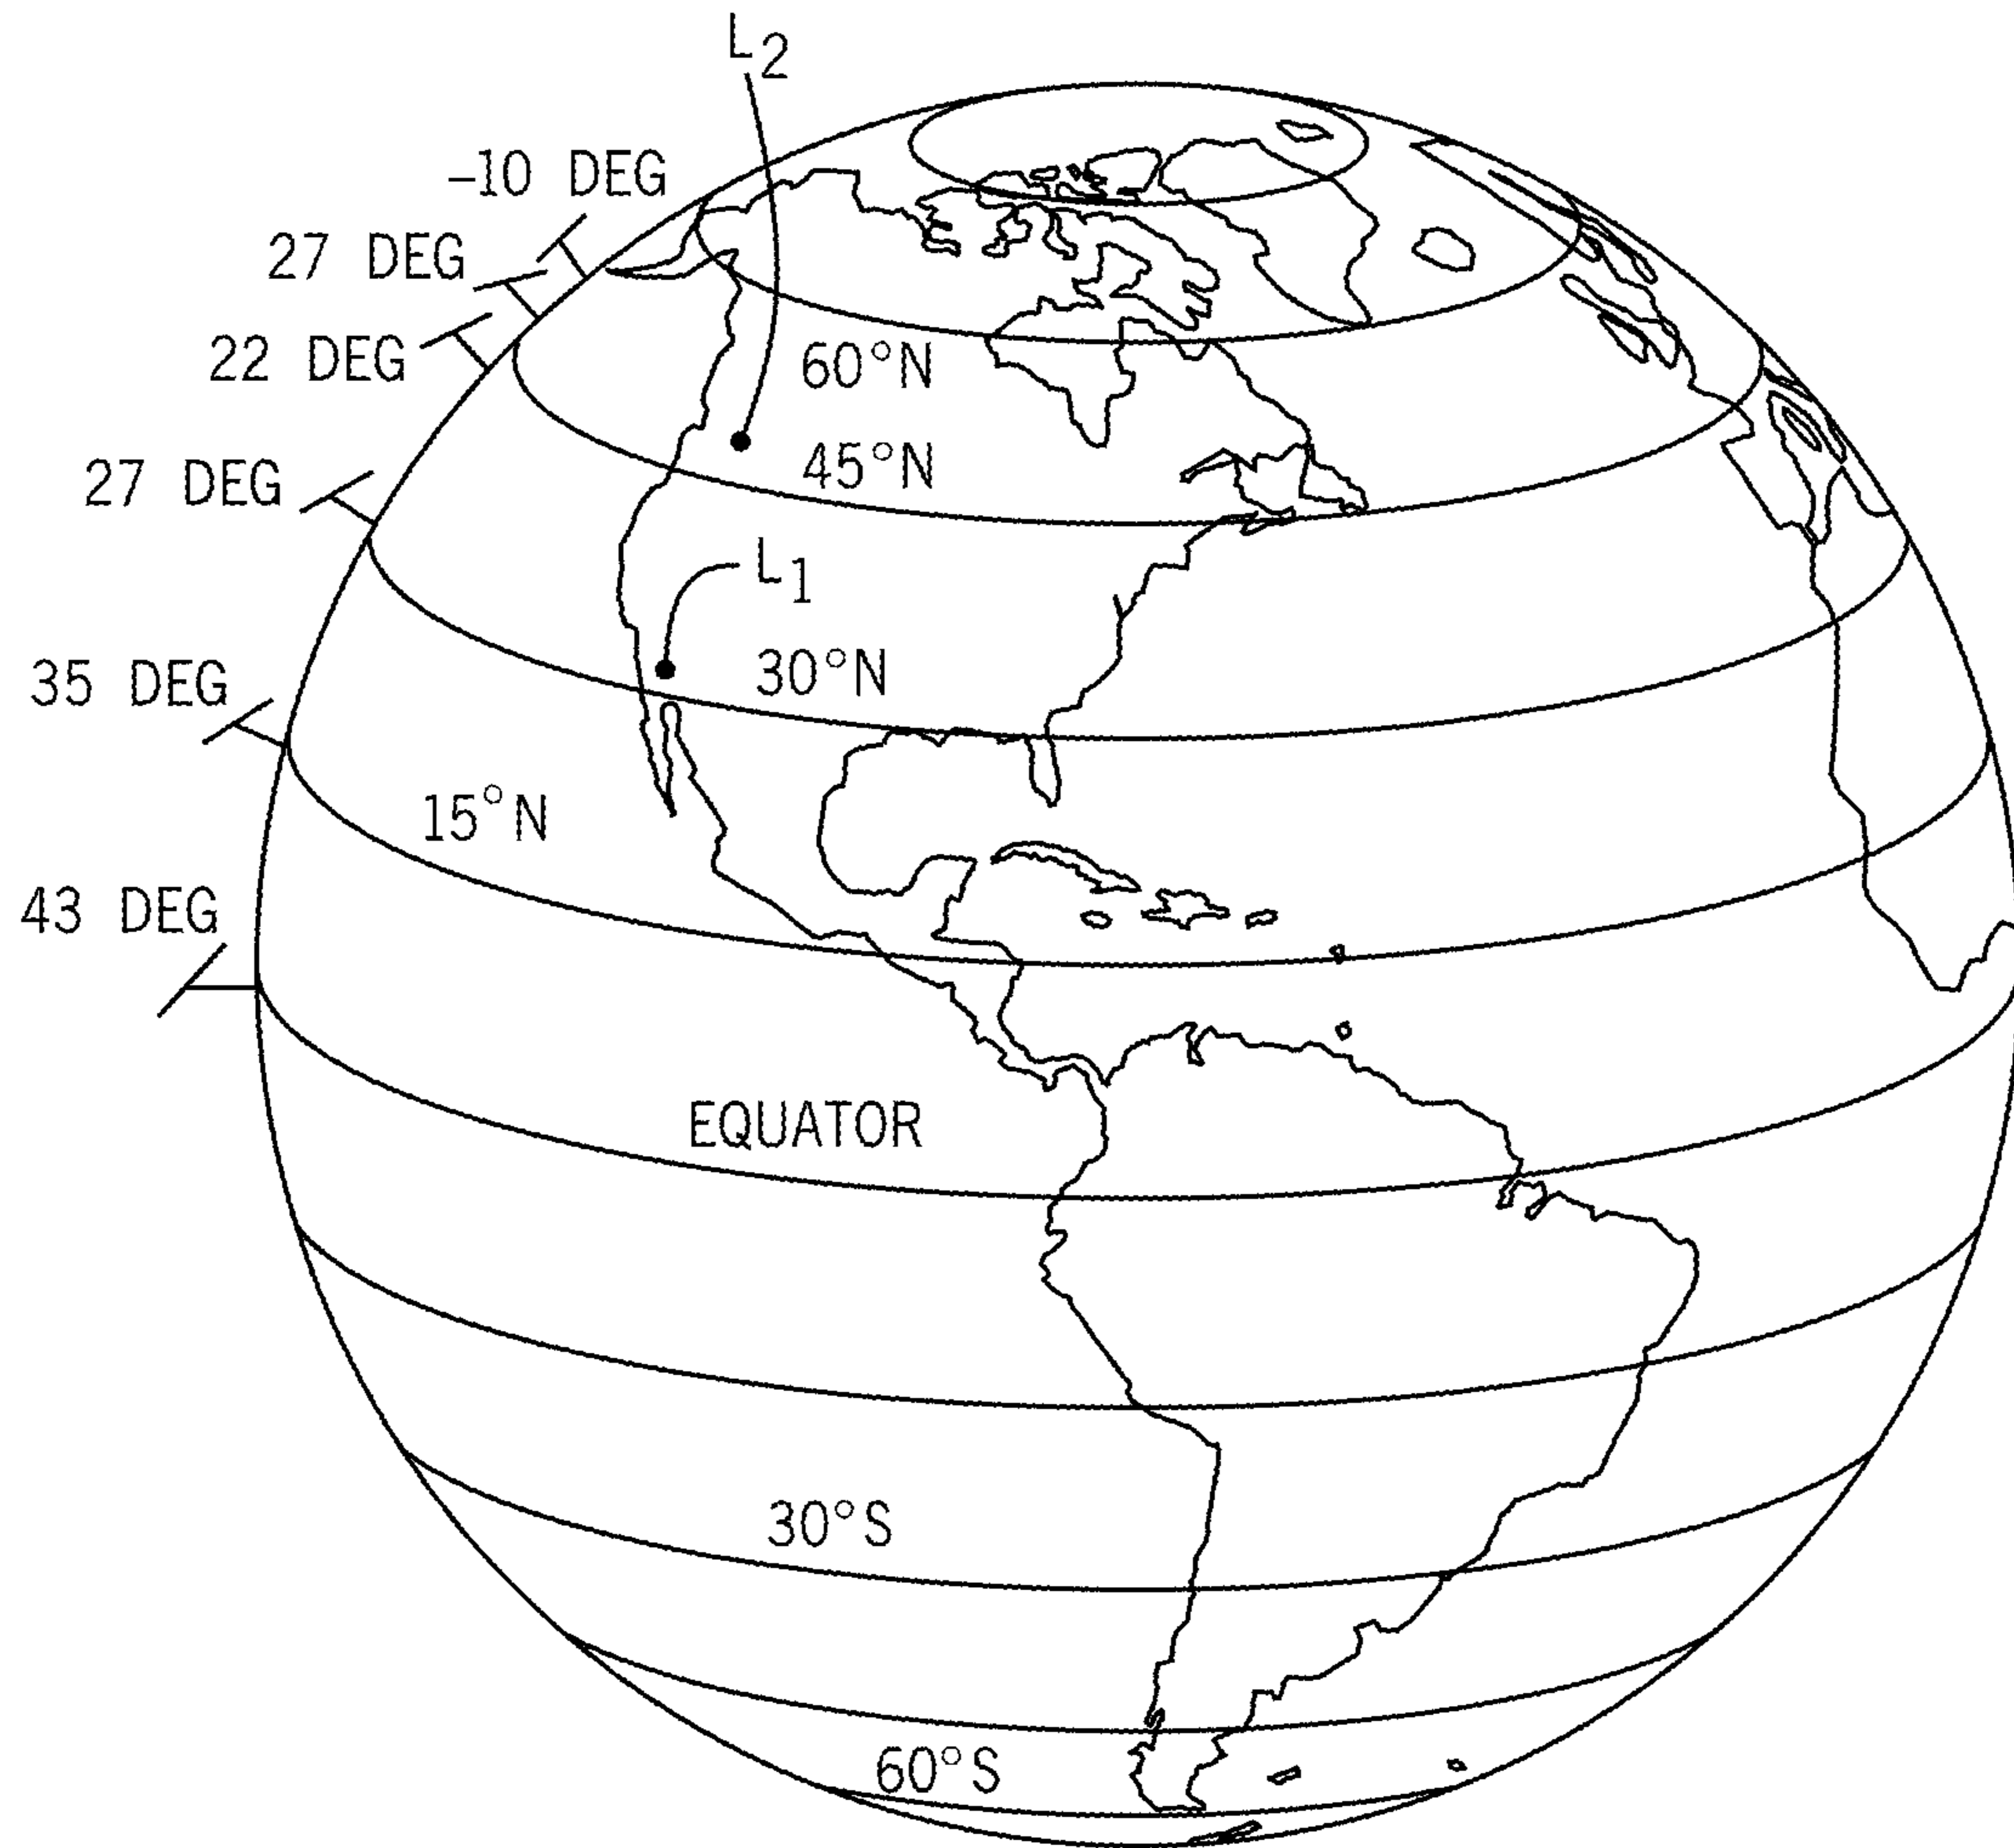 L2
-10 DEG
27 DEG
22 DEG
60°N
45°N
27 DEG
L1
30°N
35 DEG
15°N
43 DEG
EQUATOR
30°S
60°S